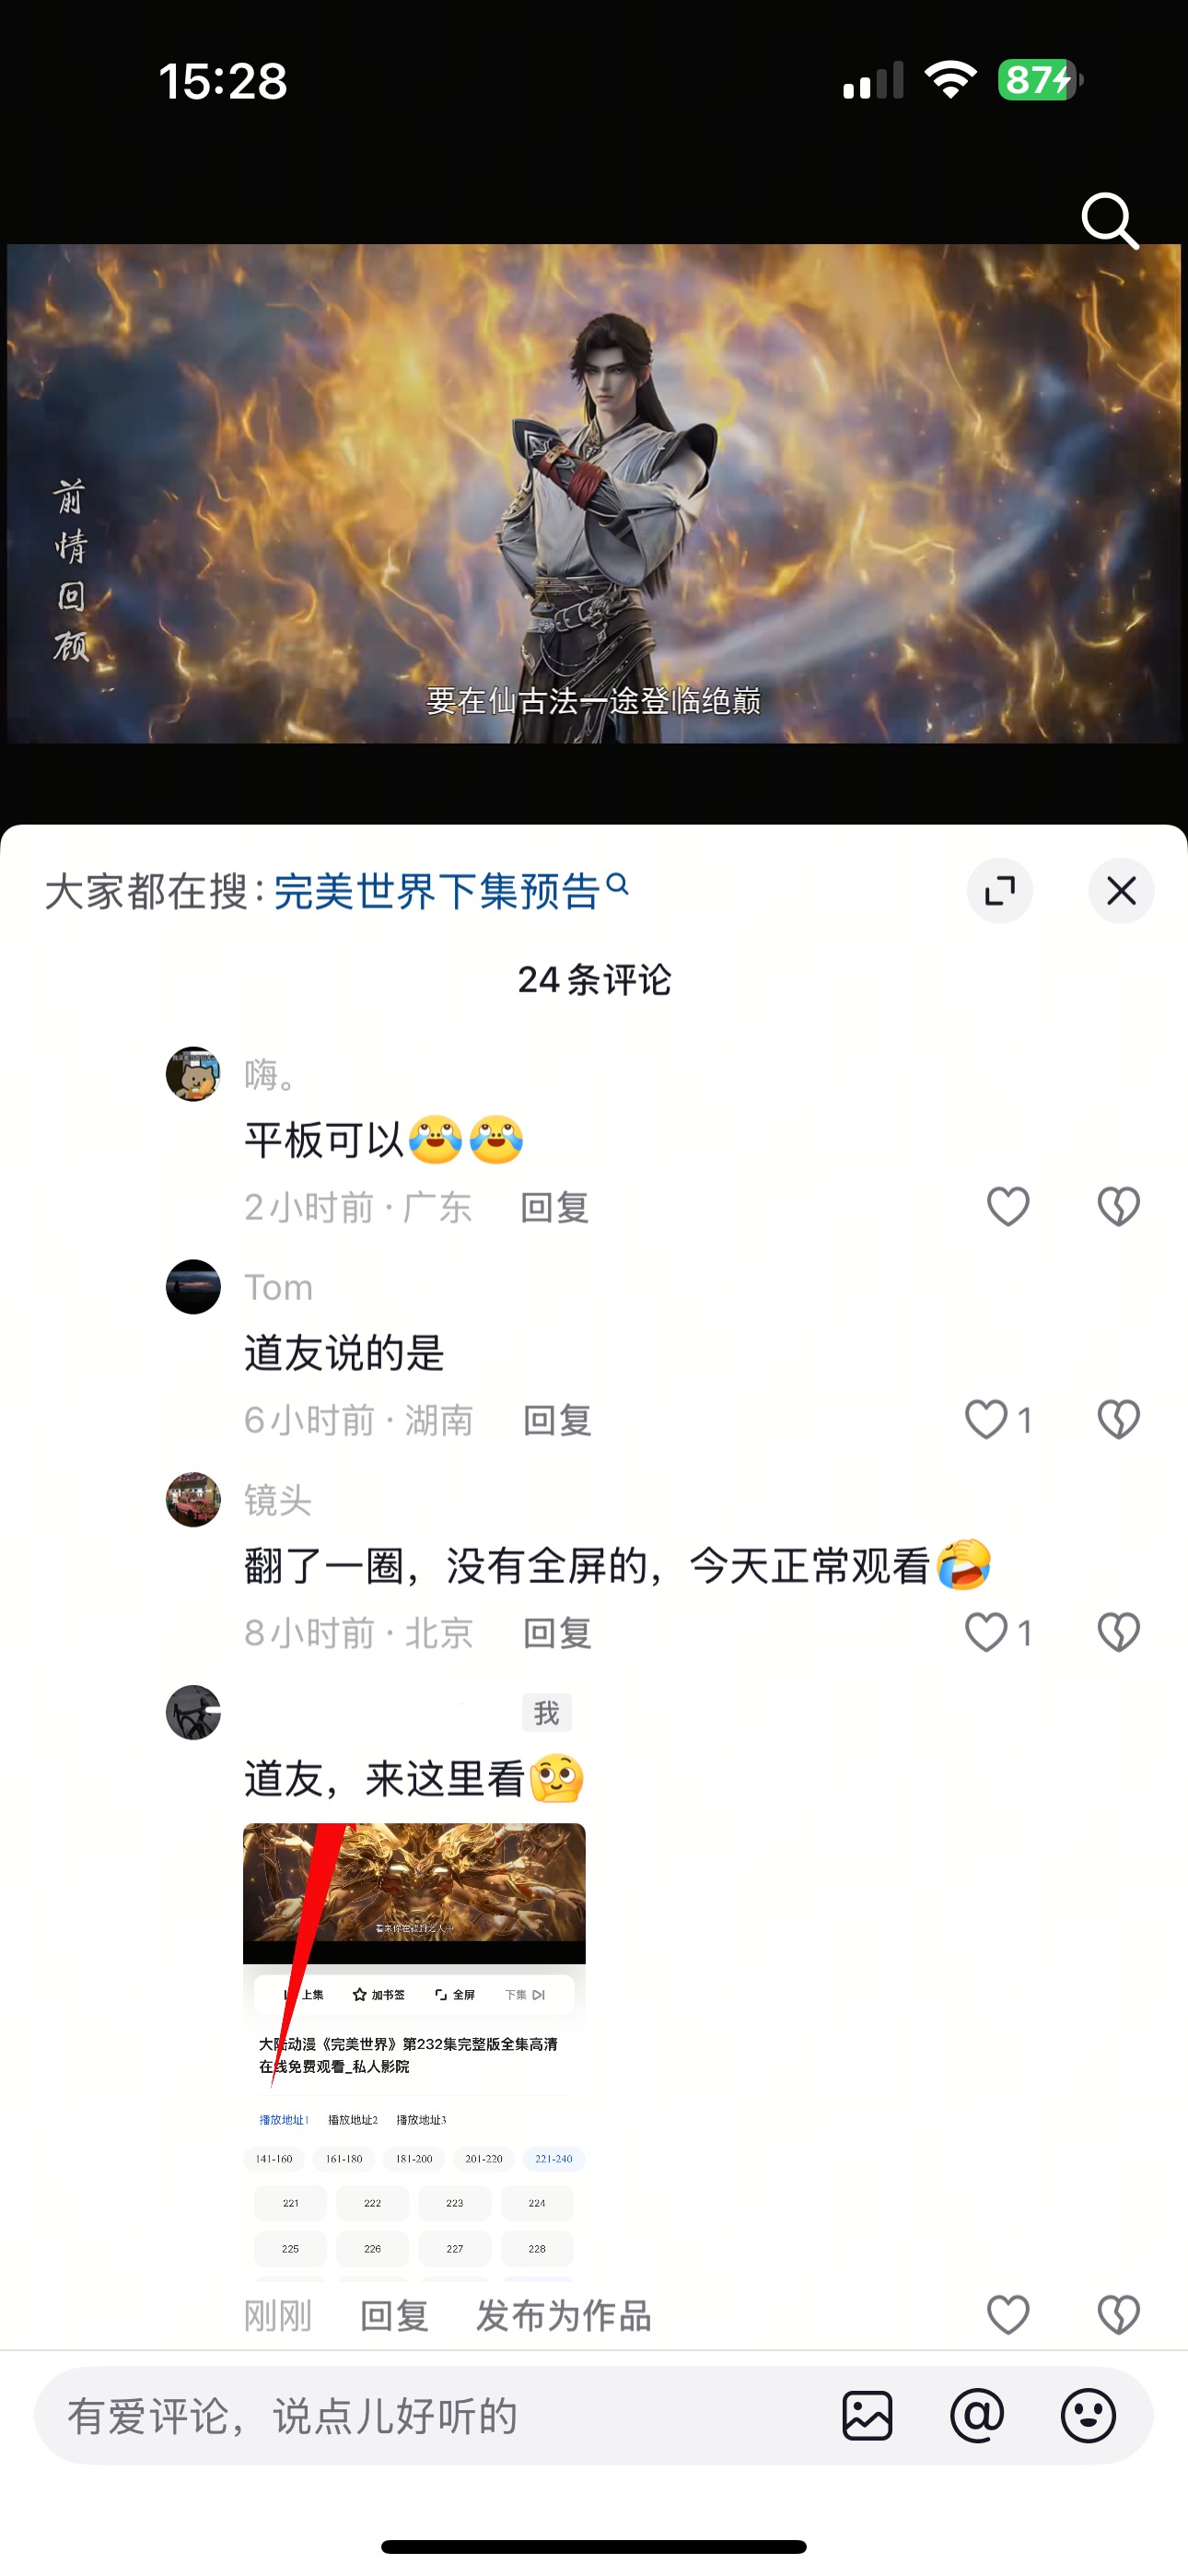 15:28
87
前情回顾
要在仙古法一途登临绝巅
大家都在搜：完美世界下集预告
24条评论
嗨。
平板可以
2小时前·广东 回复
Tom
道友说的是
6小时前·湖南 回复 1
镜头
翻了一圈，没有全屏的，今天正常观看
8小时前·北京 回复 1
我
道友，来这里看
上集 加书签 全屏 下集
大陆动漫《完美世界》第232集完整版全集高清
在线免费观看_私人影院
播放地址1 播放地址2 播放地址3
141-160 161-180 181-200 201-220 221-240
221 222 223 224
225 226 227 228
刚刚 回复 发布为作品
有爱评论，说点儿好听的